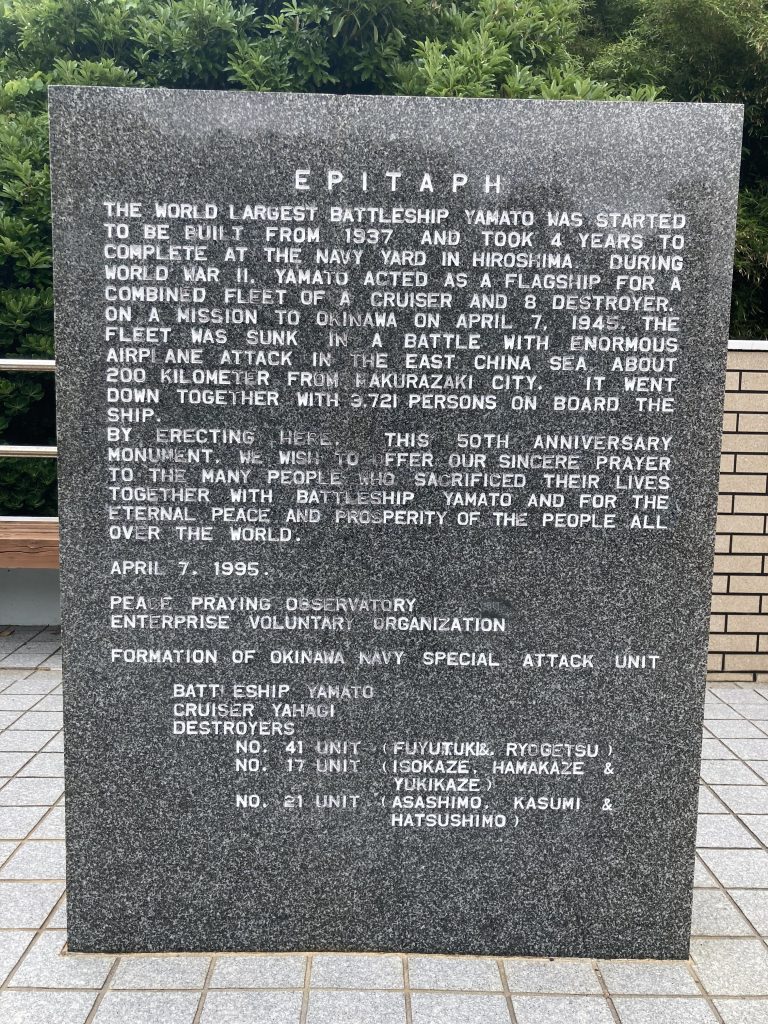 EPITAPH
THE WORLD LARGEST BATTLESHIP YAMATO WAS STARTED
TO BE BUILT FROM 1937 AND TOOK 4 YEARS TO
COMPLETE AT THE NAVY YARD IN HIROSHIMA. DURING
WORLD WAR II, YAMATO ACTED AS A FLAGSHIP FOR A
COMBINED FLEET OF A CRUISER AND 8 DESTROYER.
ON A MISSION TO OKINAWA ON APRIL 7, 1945. THE
FLEET WAS SUNK IN A BATTLE WITH ENORMOUS
AIRPLANE ATTACK IN THE EAST CHINA SEA ABOUT
200 KILOMETER FROM MAKURAZAKI CITY. IT WENT
DOWN TOGETHER WITH 3.721 PERSONS ON BOARD THE
SHIP.
BY ERECTING HERE. THIS 50TH ANNIVERSARY
MONUMENT, WE WISH TO OFFER OUR SINCERE PRAYER
TO THE MANY PEOPLE WHO SACRIFICED THEIR LIVES
TOGETHER WITH BATTLESHIP YAMATO AND FOR THE
ETERNAL PEACE AND PROSPERITY OF THE PEOPLE ALL
OVER THE WORLD.
APRIL 7. 1995.
PEACE PRAYING OBSERVATORY
ENTERPRISE VOLUNTARY ORGANIZATION
FORMATION OF OKINAWA NAVY SPECIAL ATTACK UNIT
BATTLESHIP YAMATO
CRUISER YAHAGI
DESTROYERS
NO. 41 UNIT (FUYUTUKI&. RYOGETSU)
NO. 17 UNIT (ISOKAZE, HAMAKAZE &
YUKIKAZE)
NO. 21 UNIT (ASASHIMO, KASUMI &
HATSUSHIMO)